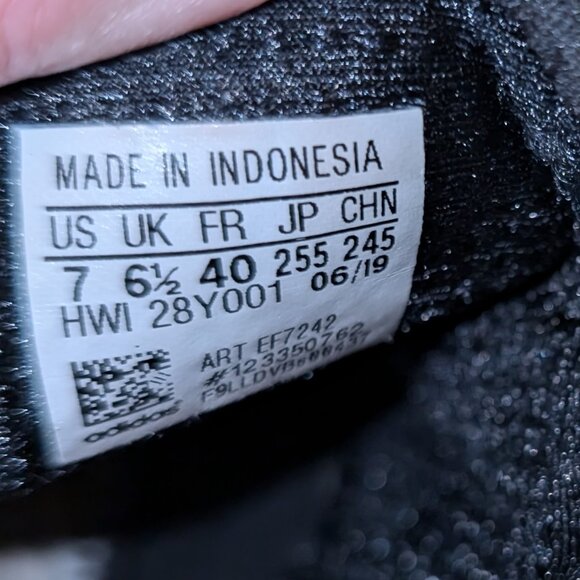 MADE IN INDONESIA
US UK FR JP CHN
7 6½ 40 255 245
HWI 28Y001 06/19
ART EF7242
#123350762
adidas